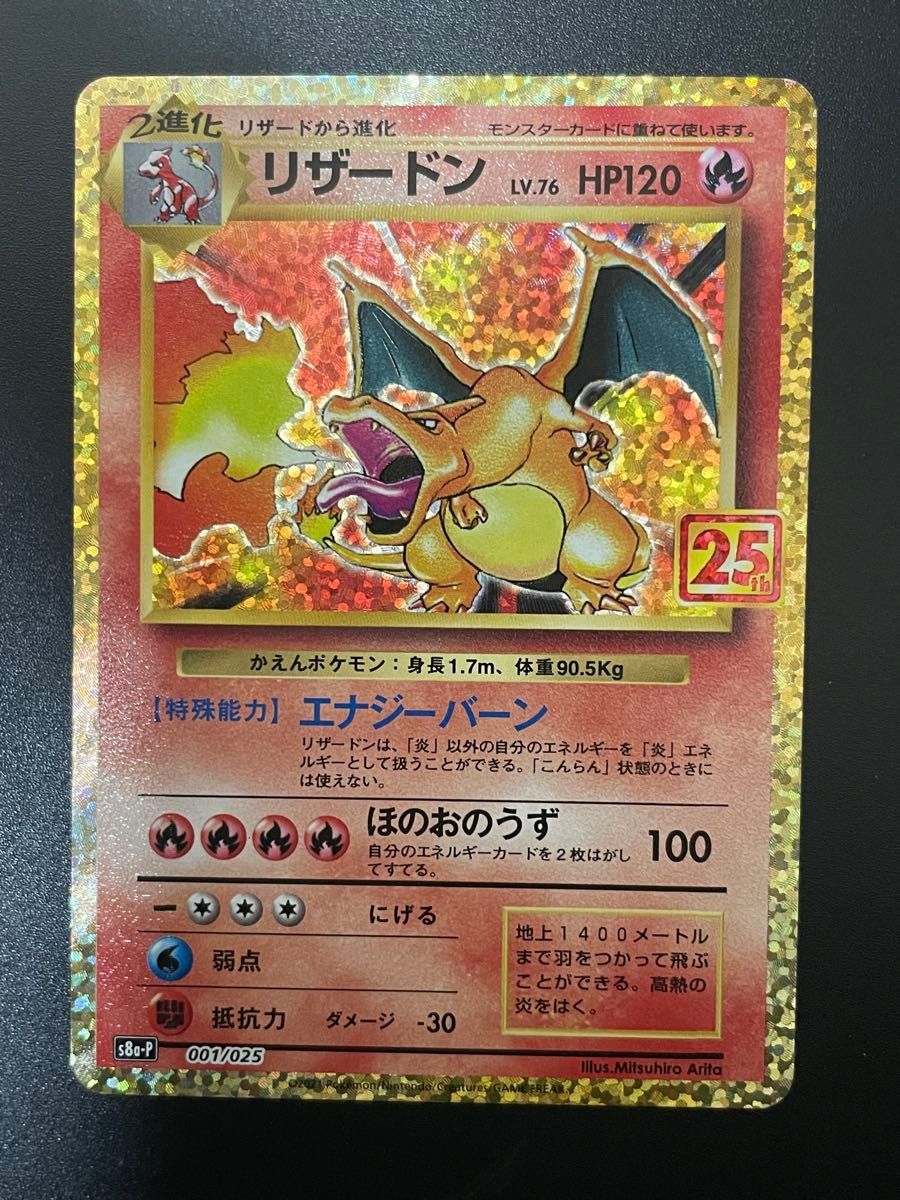 2進化 リザードから進化 モンスターカードに重ねて使います。
リザードン LV.76 HP120
25th
かえんポケモン：身長1.7m、体重90.5Kg
【特殊能力】エナジーバーン
リザードンは、「炎」以外の自分のエネルギーを「炎」エネ
ルギーとして扱うことができる。「こんらん」状態のときに
は使えない。
ほのおのうず 100
自分のエネルギーカードを２枚はがし
てすてる。
にげる
弱点
抵抗力 ダメージ -30
地上１４００メートル
まで羽をつかって飛ぶ
ことができる。高熱の
炎をはく。
s8a-P 001/025
Illus.Mitsuhiro Arita
©2021 Pokémon/Nintendo/Creatures/GAME FREAK.